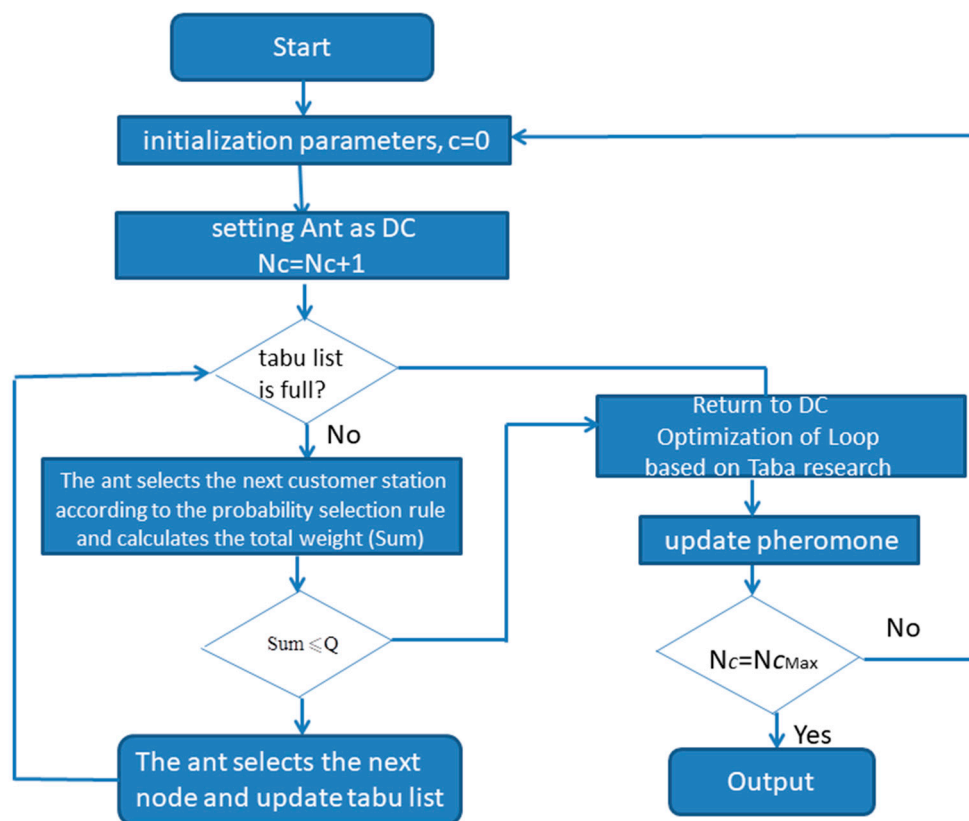 Start
initialization parameters, c=0
setting Ant as DC
Nc=Nc+1
tabu list
is full?
No
The ant selects the next customer station
according to the probability selection rule
and calculates the total weight (Sum)
Sum ⩽Q
The ant selects the next
node and update tabu list
Return to DC
Optimization of Loop
based on Taba research
update pheromone
Nc=NcMax
No
Yes
Output